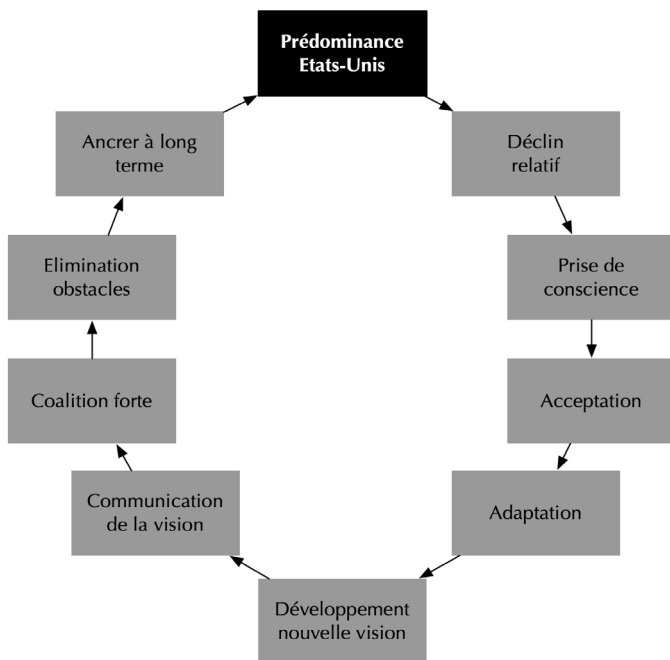 Prédominance
Etats-Unis
Déclin
relatif
Prise de
conscience
Acceptation
Adaptation
Développement
nouvelle vision
Communication
de la vision
Coalition forte
Elimination
obstacles
Ancrer à long
terme